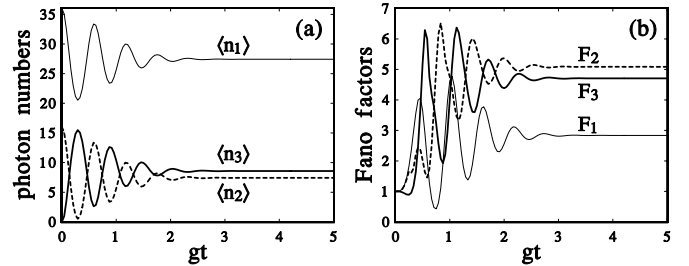 (a)
photon numbers
35
30
25
20
15
10
5
0
⟨n₁⟩
⟨n₃⟩
⟨n₂⟩
0 1 2 3 4 5
gt
(b)
Fano factors
7
6
5
4
3
2
1
0
F₂
F₃
F₁
0 1 2 3 4 5
gt